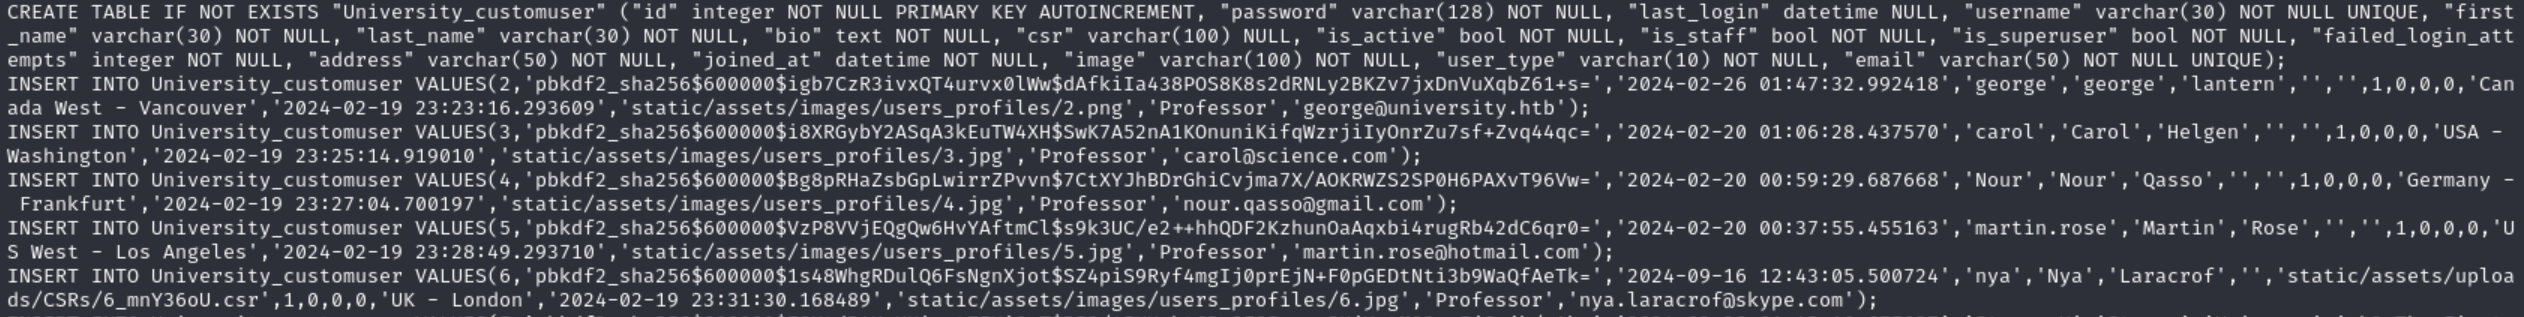 CREATE TABLE IF NOT EXISTS "University_customuser" ("id" integer NOT NULL PRIMARY KEY AUTOINCREMENT, "password" varchar(128) NOT NULL, "last_login" datetime NULL, "username" varchar(30) NOT NULL UNIQUE, "first
_name" varchar(30) NOT NULL, "last_name" varchar(30) NOT NULL, "bio" text NOT NULL, "csr" varchar(100) NULL, "is_active" bool NOT NULL, "is_staff" bool NOT NULL, "is_superuser" bool NOT NULL, "failed_login_att
empts" integer NOT NULL, "address" varchar(50) NOT NULL, "joined_at" datetime NOT NULL, "image" varchar(100) NOT NULL, "user_type" varchar(10) NOT NULL, "email" varchar(50) NOT NULL UNIQUE);
INSERT INTO University_customuser VALUES(2,'pbkdf2_sha256$600000$igb7CzR3ivxQT4urvx0lWw$dAfkiIa438POS8K8s2dRNLy2BKZv7jxDnVuXqbZ61+s=','2024-02-26 01:47:32.992418','george','george','lantern','','',1,0,0,0,'Can
ada West - Vancouver','2024-02-19 23:23:16.293609','static/assets/images/users_profiles/2.png','Professor','george@university.htb');
INSERT INTO University_customuser VALUES(3,'pbkdf2_sha256$600000$i8XRGybY2ASqA3kEuTW4XH$SwK7A52nA1KOnuniKifqWzrjiIyOnrZu7sf+Zvq44qc=','2024-02-20 01:06:28.437570','carol','Carol','Helgen','','',1,0,0,0,'USA -
Washington','2024-02-19 23:25:14.919010','static/assets/images/users_profiles/3.jpg','Professor','carol@science.com');
INSERT INTO University_customuser VALUES(4,'pbkdf2_sha256$600000$Bg8pRHaZsbGpLwirrZPvvn$7CtXYJhBDrGhiCvjma7X/AOKRWZS2SP0H6PAXvT96Vw=','2024-02-20 00:59:29.687668','Nour','Nour','Qasso','','',1,0,0,0,'Germany -
Frankfurt','2024-02-19 23:27:04.700197','static/assets/images/users_profiles/4.jpg','Professor','nour.qasso@gmail.com');
INSERT INTO University_customuser VALUES(5,'pbkdf2_sha256$600000$VzP8VVjEQgQw6HvYAftmCl$s9k3UC/e2++hhQDF2KzhunOaAqxbi4rugRb42dC6qr0=','2024-02-20 00:37:55.455163','martin.rose','Martin','Rose','','',1,0,0,0,'U
S West - Los Angeles','2024-02-19 23:28:49.293710','static/assets/images/users_profiles/5.jpg','Professor','martin.rose@hotmail.com');
INSERT INTO University_customuser VALUES(6,'pbkdf2_sha256$600000$1s48WhgRDulQ6FsNgnXjot$SZ4piS9Ryf4mgIj0prEjN+F0pGEDtNti3b9WaQfAeTk=','2024-09-16 12:43:05.500724','nya','Nya','Laracrof','','static/assets/uploa
ds/CSRs/6_mnY36oU.csr',1,0,0,0,'UK - London','2024-02-19 23:31:30.168489','static/assets/images/users_profiles/6.jpg','Professor','nya.laracrof@skype.com');